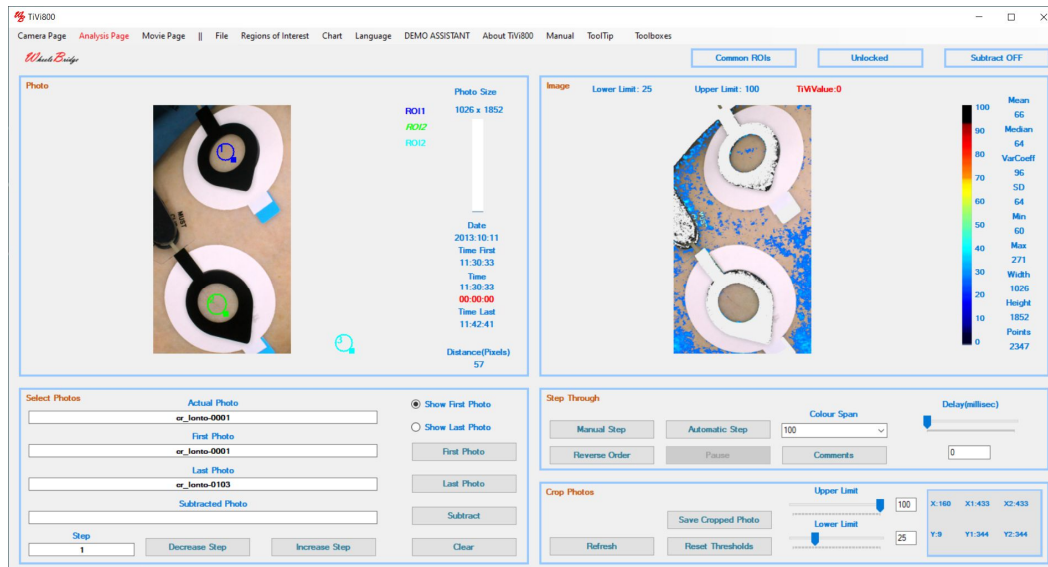 TiVi800
Camera Page Analysis Page Movie Page || File Regions of Interest Chart Language DEMO ASSISTANT About TiVi800 Manual ToolTip Toolboxes
WheelsBridge
Common ROIs Unlocked Subtract OFF
Photo
Photo Size
1026 x 1852
ROI1
ROI2
ROI2
1
2
3
MUST
Date
2013:10:11
Time First
11:30:33
Time
11:30:33
00:00:00
Time Last
11:42:41
Distance(Pixels)
57
Image Lower Limit: 25 Upper Limit: 100 TiViValue:0
100
90
80
70
60
50
40
30
20
10
0
Mean
66
Median
64
VarCoeff
96
SD
64
Min
60
Max
271
Width
1026
Height
1852
Points
2347
Select Photos
Actual Photo
cr_Ionto-0001
First Photo
cr_Ionto-0001
Last Photo
cr_Ionto-0103
Subtracted Photo
Step
1
Decrease Step Increase Step
Show First Photo
Show Last Photo
First Photo
Last Photo
Subtract
Clear
Step Through
Manual Step Automatic Step
Colour Span
100
Delay(millisec)
Reverse Order Pause Comments
0
Crop Photos
Upper Limit
100
Save Cropped Photo
Lower Limit
25
Refresh Reset Thresholds
X:160 X1:433 X2:433
Y:9 Y1:344 Y2:344